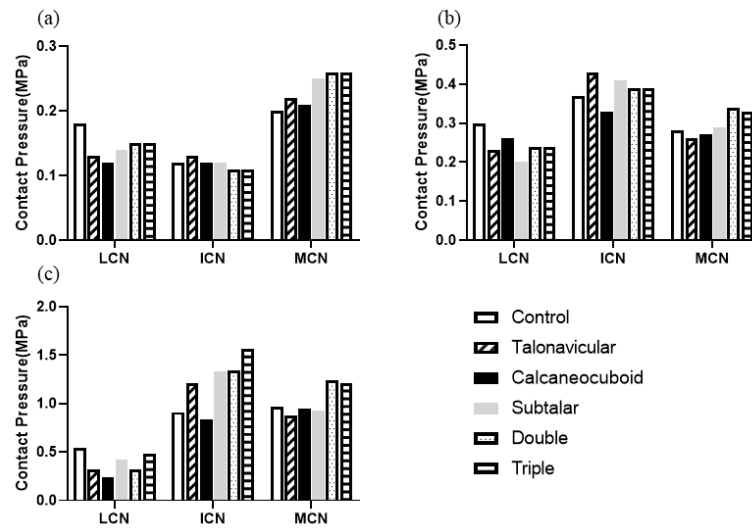 (a)
Contact Pressure(MPa)
0.3
0.2
0.1
0.0
LCN ICN MCN
(b)
Contact Pressure(MPa)
0.5
0.4
0.3
0.2
0.1
0.0
LCN ICN MCN
(c)
Contact Pressure(MPa)
2.0
1.5
1.0
0.5
0.0
LCN ICN MCN
Control
Talonavicular
Calcaneocuboid
Subtalar
Double
Triple